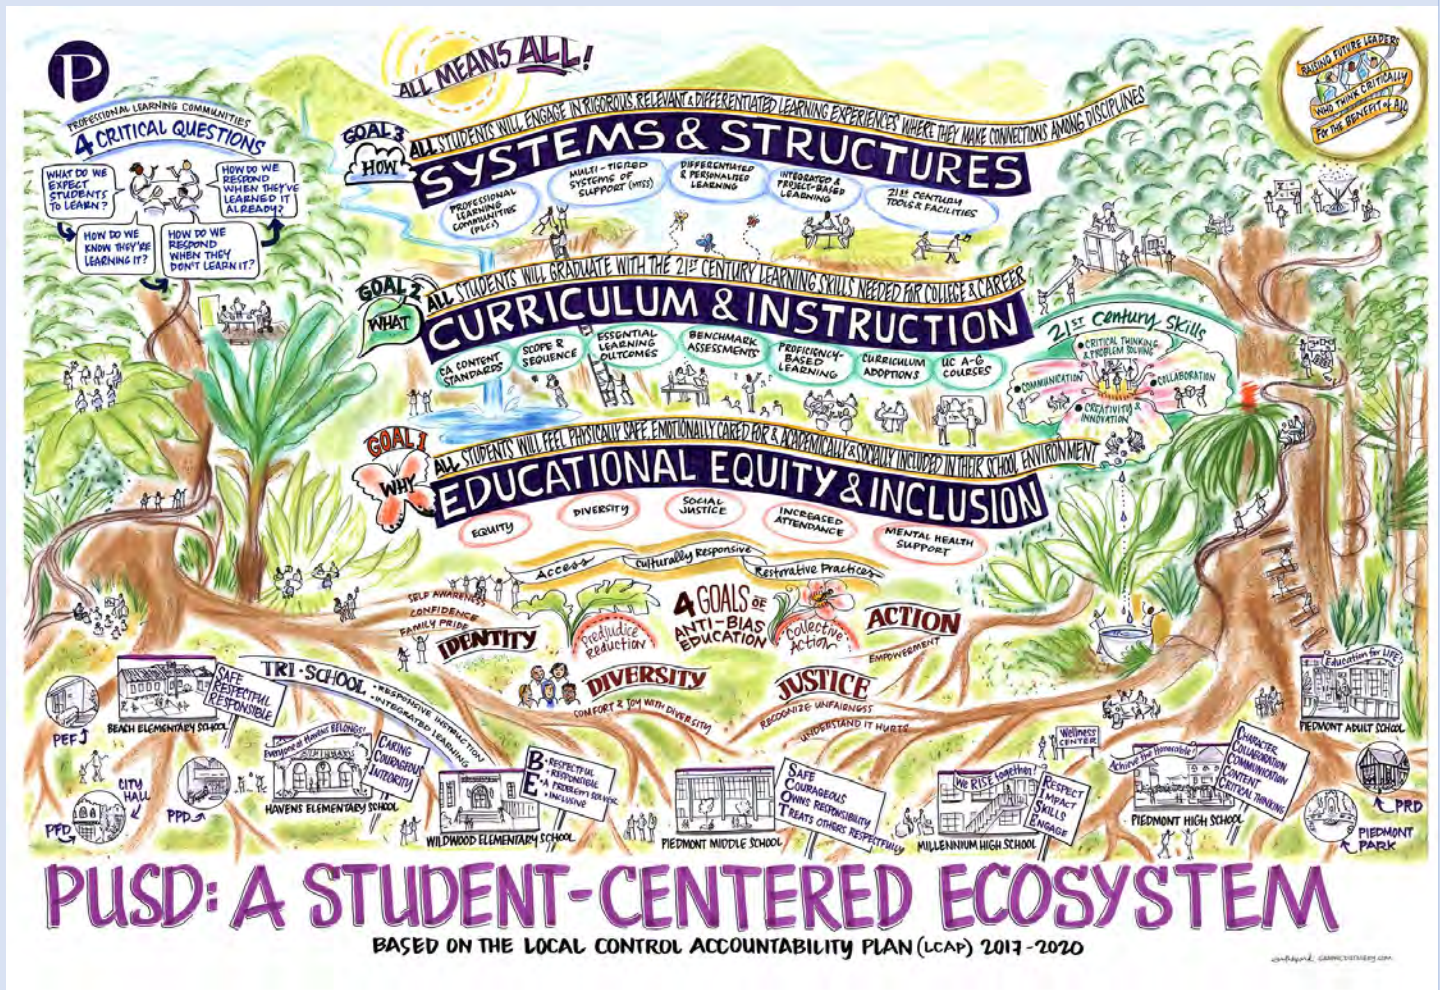 P
ALL MEANS ALL!
RAISING FUTURE LEADERS
WHO THINK CRITICALLY
FOR THE BENEFIT OF ALL
PROFESSIONAL LEARNING COMMUNITIES
4 CRITICAL QUESTIONS
WHAT DO WE
EXPECT
STUDENTS
TO LEARN?
HOW DO WE
KNOW THEY'RE
LEARNING IT?
HOW DO WE
RESPOND
WHEN THEY
DON'T LEARN IT?
HOW DO WE
RESPOND
WHEN THEY'VE
LEARNED IT
ALREADY?
GOAL 3
HOW
ALL STUDENTS WILL ENGAGE IN RIGOROUS RELEVANT & DIFFERENTIATED LEARNING EXPERIENCES WHERE THEY MAKE CONNECTIONS AMONG DISCIPLINES
SYSTEMS & STRUCTURES
PROFESSIONAL
LEARNING
COMMUNITIES
(PLCs)
MULTI-TIERED
SYSTEMS OF
SUPPORT (MTSS)
DIFFERENTIATED
& PERSONALIZED
LEARNING
INTEGRATED &
PROJECT-BASED
LEARNING
21ST CENTURY
TOOLS & FACILITIES
GOAL 2
WHAT
ALL STUDENTS WILL GRADUATE WITH THE 21ST CENTURY LEARNING SKILLS NEEDED FOR COLLEGE & CAREER
CURRICULUM & INSTRUCTION
CA CONTENT
STANDARDS
SCOPE &
SEQUENCE
ESSENTIAL
LEARNING
OUTCOMES
BENCHMARK
ASSESSMENTS
PROFICIENCY-
BASED
LEARNING
CURRICULUM
ADOPTIONS
UC A-G
COURSES
21ST Century Skills
• CRITICAL THINKING
& PROBLEM SOLVING
• COMMUNICATION
• COLLABORATION
• CREATIVITY &
INNOVATION
GOAL 1
WHY
ALL STUDENTS WILL FEEL PHYSICALLY SAFE, EMOTIONALLY CARED FOR & ACADEMICALLY & SOCIALLY INCLUDED IN THEIR SCHOOL ENVIRONMENT
EDUCATIONAL EQUITY & INCLUSION
EQUITY
DIVERSITY
SOCIAL
JUSTICE
INCREASED
ATTENDANCE
MENTAL HEALTH
SUPPORT
Access
Culturally Responsive
Restorative Practices
SELF AWARENESS
CONFIDENCE
FAMILY PRIDE
IDENTITY
Predjudice
Reduction
4 GOALS OF
ANTI-BIAS
EDUCATION
Collective
Action
ACTION
EMPOWERMENT
DIVERSITY
COMFORT & JOY WITH DIVERSITY
JUSTICE
RECOGNIZE UNFAIRNESS
UNDERSTAND IT HURTS
TRI-SCHOOL
• RESPONSIVE INSTRUCTION
• INTEGRATED LEARNING
PEF
BEACH ELEMENTARY SCHOOL
SAFE
RESPECTFUL
RESPONSIBLE
CITY
HALL
PFD
PPD
Everyone at Havens BELONGS!
HAVENS ELEMENTARY SCHOOL
CARING
COURAGEOUS
INTEGRITY
WILDWOOD ELEMENTARY SCHOOL
B • RESPECTFUL
• RESPONSIBLE
E • A PROBLEM SOLVER
• INCLUSIVE
PIEDMONT MIDDLE SCHOOL
SAFE
COURAGEOUS
OWNS RESPONSIBILITY
TREATS OTHERS RESPECTFULLY
WE RISE together!
MILLENNIUM HIGH SCHOOL
RESPECT
IMPACT
SKILLS
ENGAGE
Wellness
CENTER
Achieve the Honorable!
PIEDMONT HIGH SCHOOL
CHARACTER
COLLABORATION
COMMUNICATION
CONTENT
CRITICAL THINKING
Education for LIFE
PIEDMONT ADULT SCHOOL
PRD
PIEDMONT
PARK
PUSD: A STUDENT-CENTERED ECOSYSTEM
BASED ON THE LOCAL CONTROL ACCOUNTABILITY PLAN (LCAP) 2017-2020